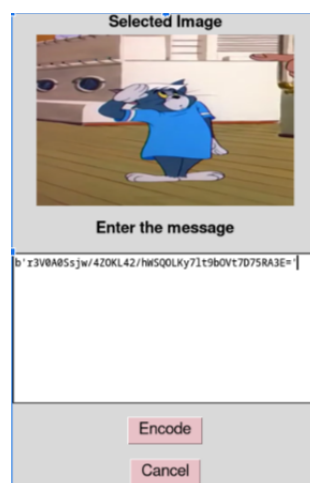 Selected Image
Enter the message
b'r3V0A0Ssjw/4ZOKL42/hWSQOLKy7lt9bOVt7D75RA3E='
Encode
Cancel